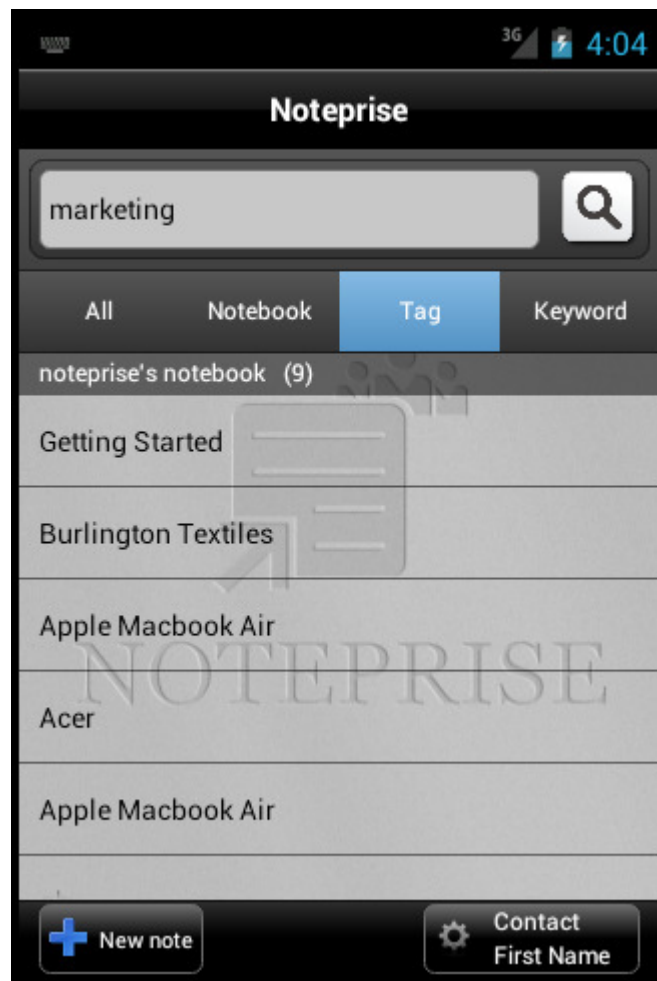 3G 4:04
Noteprise
marketing
All Notebook Tag Keyword
noteprise's notebook (9)
Getting Started
Burlington Textiles
Apple Macbook Air
NOTEPRISE
Acer
Apple Macbook Air
New note
Contact
First Name